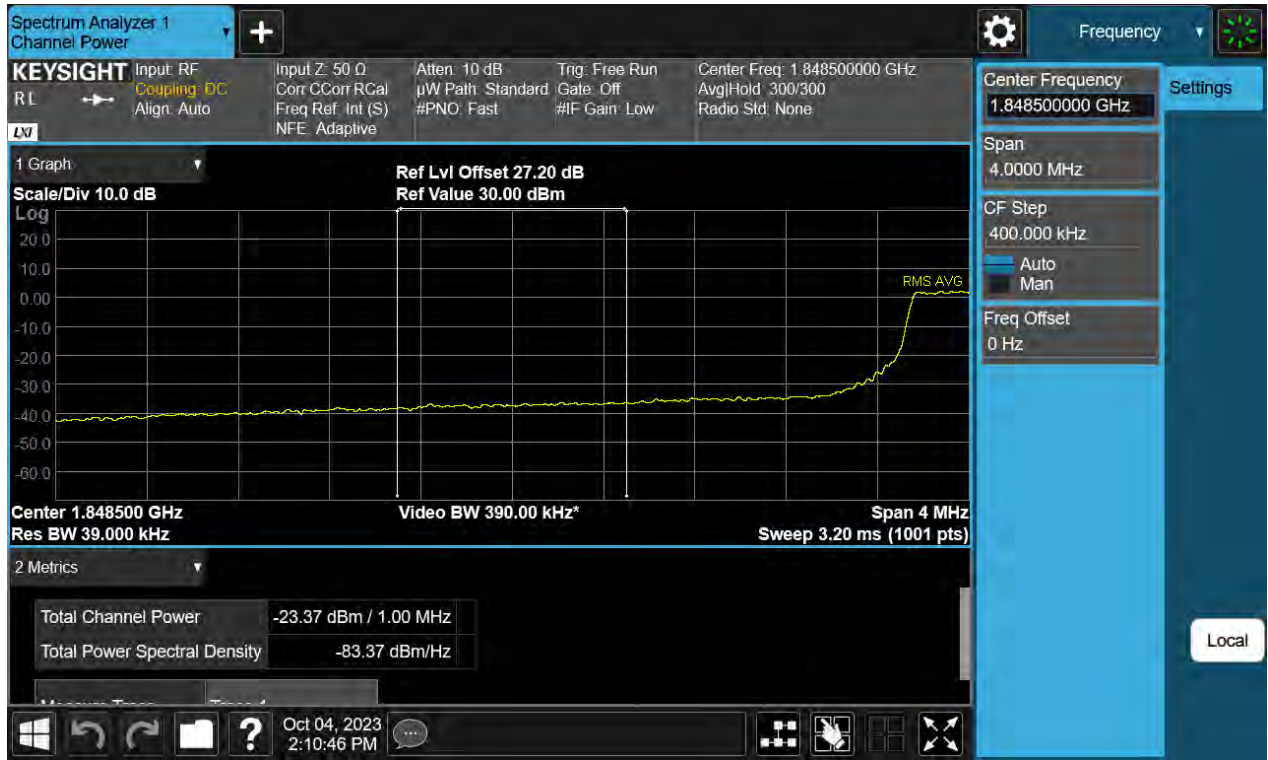 Spectrum Analyzer 1
Channel Power
Frequency
KEYSIGHT
RL
LXI
Input: RF
Coupling: DC
Align: Auto
Input Z: 50 Ω
Corr CCorr RCal
Freq Ref: Int (S)
NFE: Adaptive
Atten: 10 dB
µW Path: Standard
#PNO: Fast
Trig: Free Run
Gate: Off
#IF Gain: Low
Center Freq: 1.848500000 GHz
Avg|Hold: 300/300
Radio Std: None
1 Graph
Scale/Div 10.0 dB
Ref Lvl Offset 27.20 dB
Ref Value 30.00 dBm
Log
20.0
10.0
0.00
-10.0
-20.0
-30.0
-40.0
-50.0
-60.0
RMS AVG
Center 1.848500 GHz
Video BW 390.00 kHz*
Span 4 MHz
Res BW 39.000 kHz
Sweep 3.20 ms (1001 pts)
2 Metrics
Total Channel Power -23.37 dBm / 1.00 MHz
Total Power Spectral Density -83.37 dBm/Hz
Oct 04, 2023
2:10:46 PM
Center Frequency
1.848500000 GHz
Settings
Span
4.0000 MHz
CF Step
400.000 kHz
Auto
Man
Freq Offset
0 Hz
Local